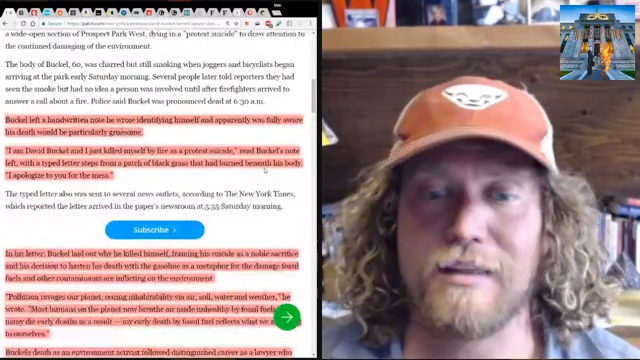 a wide-open section of Prospect Park West, dying in a "protest suicide" to draw attention to
the continued damaging of the environment.
The body of Buckel, 60, was charred but still smoking when joggers and bicyclists began
arriving at the park early Saturday morning. Several people later told reporters they had
seen the smoke but had no idea a person was involved until after firefighters arrived to
answer a call about a fire. Police said Buckel was pronounced dead at 6:30 a.m.
Buckel left a handwritten note he wrote identifying himself and apparently was fully aware
his death would be particularly gruesome.
"I am David Buckel and I just killed myself by fire as a protest suicide," read Buckel's note
left, with a typed letter steps from a patch of black grass that had burned beneath his body.
"I apologize to you for the mess."
The typed letter also was sent to several news outlets, according to The New York Times,
which reported the letter arrived in the paper's newsroom at 5:55 Saturday morning.
Subscribe >
In his letter, Buckel laid out why he killed himself, framing his suicide as a noble sacrifice
and his decision to hasten his death with the gasoline as a metaphor for the damage fossil
fuels and other contaminants are inflicting on the environment.
"Pollution ravages our planet, oozing inhabitability via air, soil, water and weather," he
wrote. "Most humans on the planet now breathe air made unhealthy by fossil fuels,
many die early deaths as a result — my early death by fossil fuel reflects what we a
to ourselves."
Buckels death as an environment activist followed distinguished career as a lawyer who